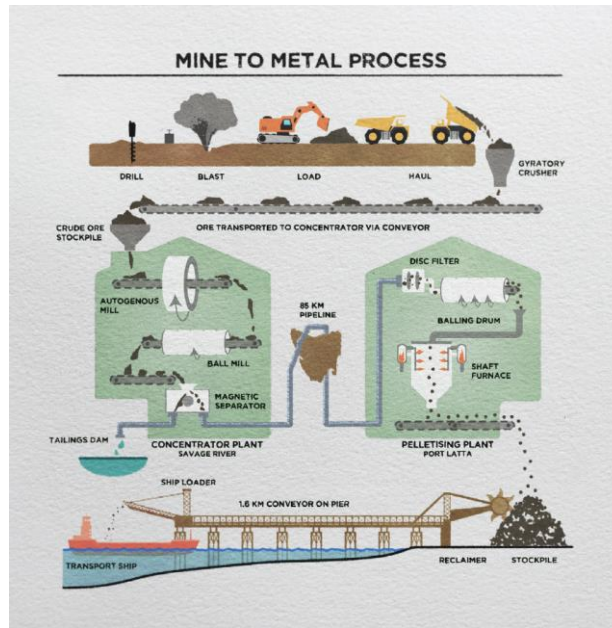 MINE TO METAL PROCESS
DRILL
BLAST
LOAD
HAUL
GYRATORY
CRUSHER
CRUDE ORE
STOCKPILE
ORE TRANSPORTED TO CONCENTRATOR VIA CONVEYOR
AUTOGENOUS
MILL
BALL MILL
MAGNETIC
SEPARATOR
85 KM
PIPELINE
DISC FILTER
BALLING DRUM
SHAFT
FURNACE
TAILINGS DAM
CONCENTRATOR PLANT
SAVAGE RIVER
PELLETISING PLANT
PORT LATTA
SHIP LOADER
1.6 KM CONVEYOR ON PIER
TRANSPORT SHIP
RECLAIMER
STOCKPILE